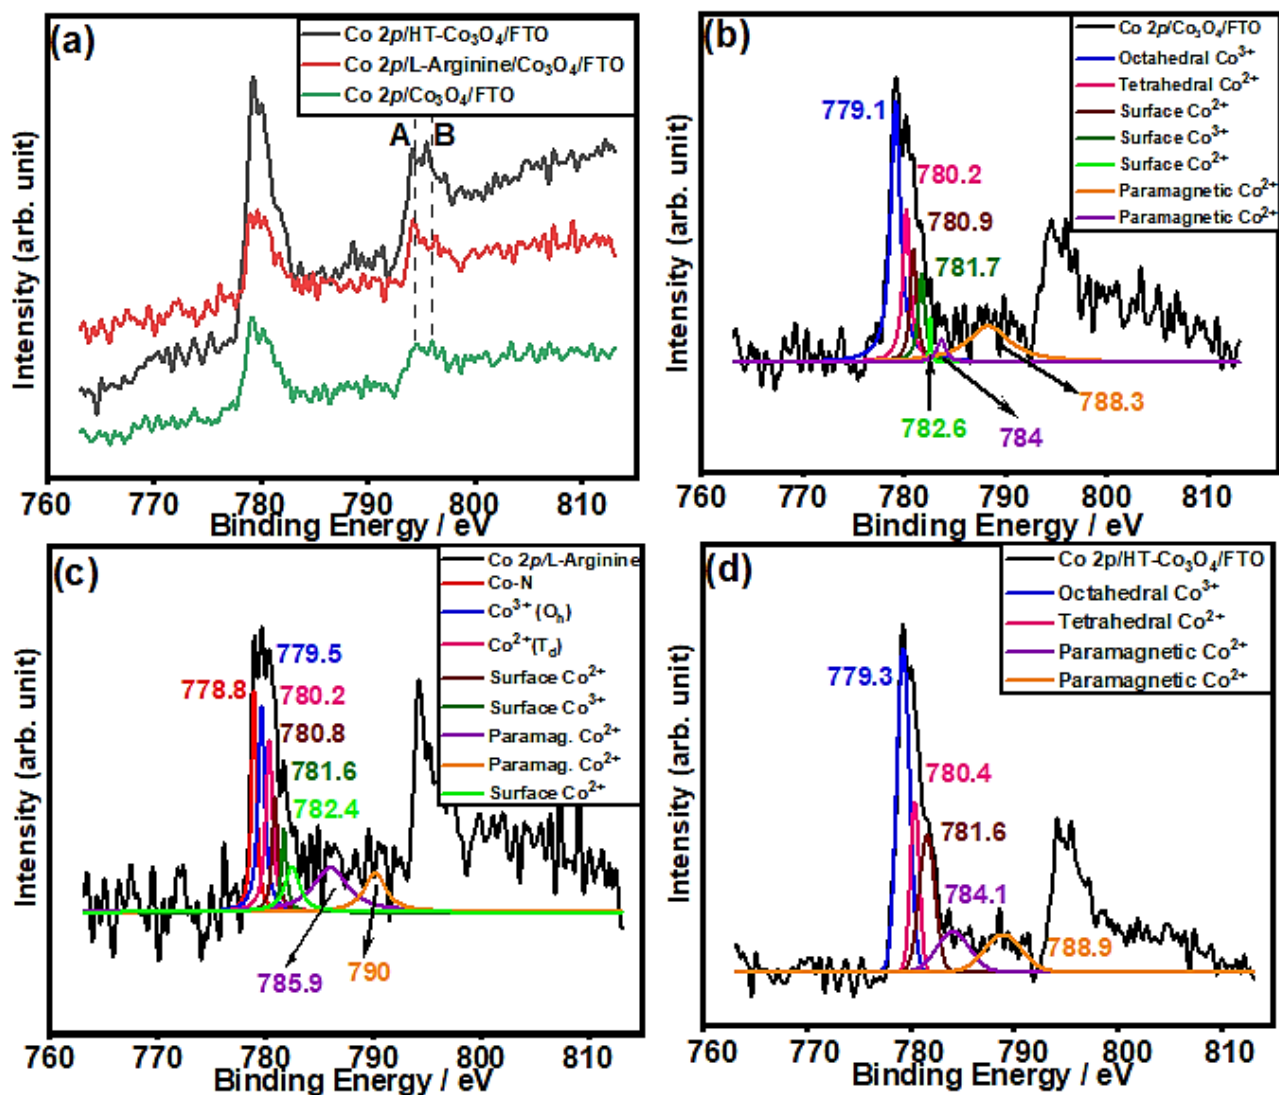 (a)
Co 2p/HT-Co₃O₄/FTO
Co 2p/L-Arginine/Co₃O₄/FTO
Co 2p/Co₃O₄/FTO
A B
Intensity (arb. unit)
760 770 780 790 800 810
Binding Energy / eV
(b)
Co 2p/Co₃O₄/FTO
Octahedral Co³⁺
Tetrahedral Co²⁺
Surface Co²⁺
Surface Co³⁺
Surface Co²⁺
Paramagnetic Co²⁺
Paramagnetic Co²⁺
779.1
780.2
780.9
781.7
788.3
782.6
784
Intensity (arb. unit)
760 770 780 790 800 810
Binding Energy / eV
(c)
Co 2p/L-Arginine
Co-N
Co³⁺ (Oₕ)
Co²⁺(T_d)
Surface Co²⁺
Surface Co³⁺
Paramag. Co²⁺
Paramag. Co²⁺
Surface Co²⁺
779.5
778.8
780.2
780.8
781.6
782.4
785.9
790
Intensity (arb. unit)
760 770 780 790 800 810
Binding Energy / eV
(d)
Co 2p/HT-Co₃O₄/FTO
Octahedral Co³⁺
Tetrahedral Co²⁺
Paramagnetic Co²⁺
Paramagnetic Co²⁺
779.3
780.4
781.6
784.1
788.9
Intensity (arb. unit)
760 770 780 790 800 810
Binding Energy / eV